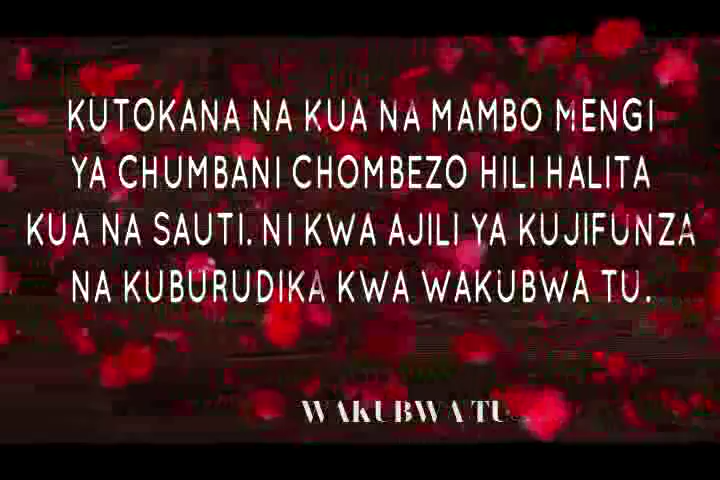 KUTOKANA NA KUA NA MAMBO MENGI
YA CHUMBANI CHOMBEZO HILI HALITA
KUA NA SAUTI. NI KWA AJILI YA KUJIFUNZA
NA KUBURUDIKA KWA WAKUBWA TU.
WAKUBWA TU